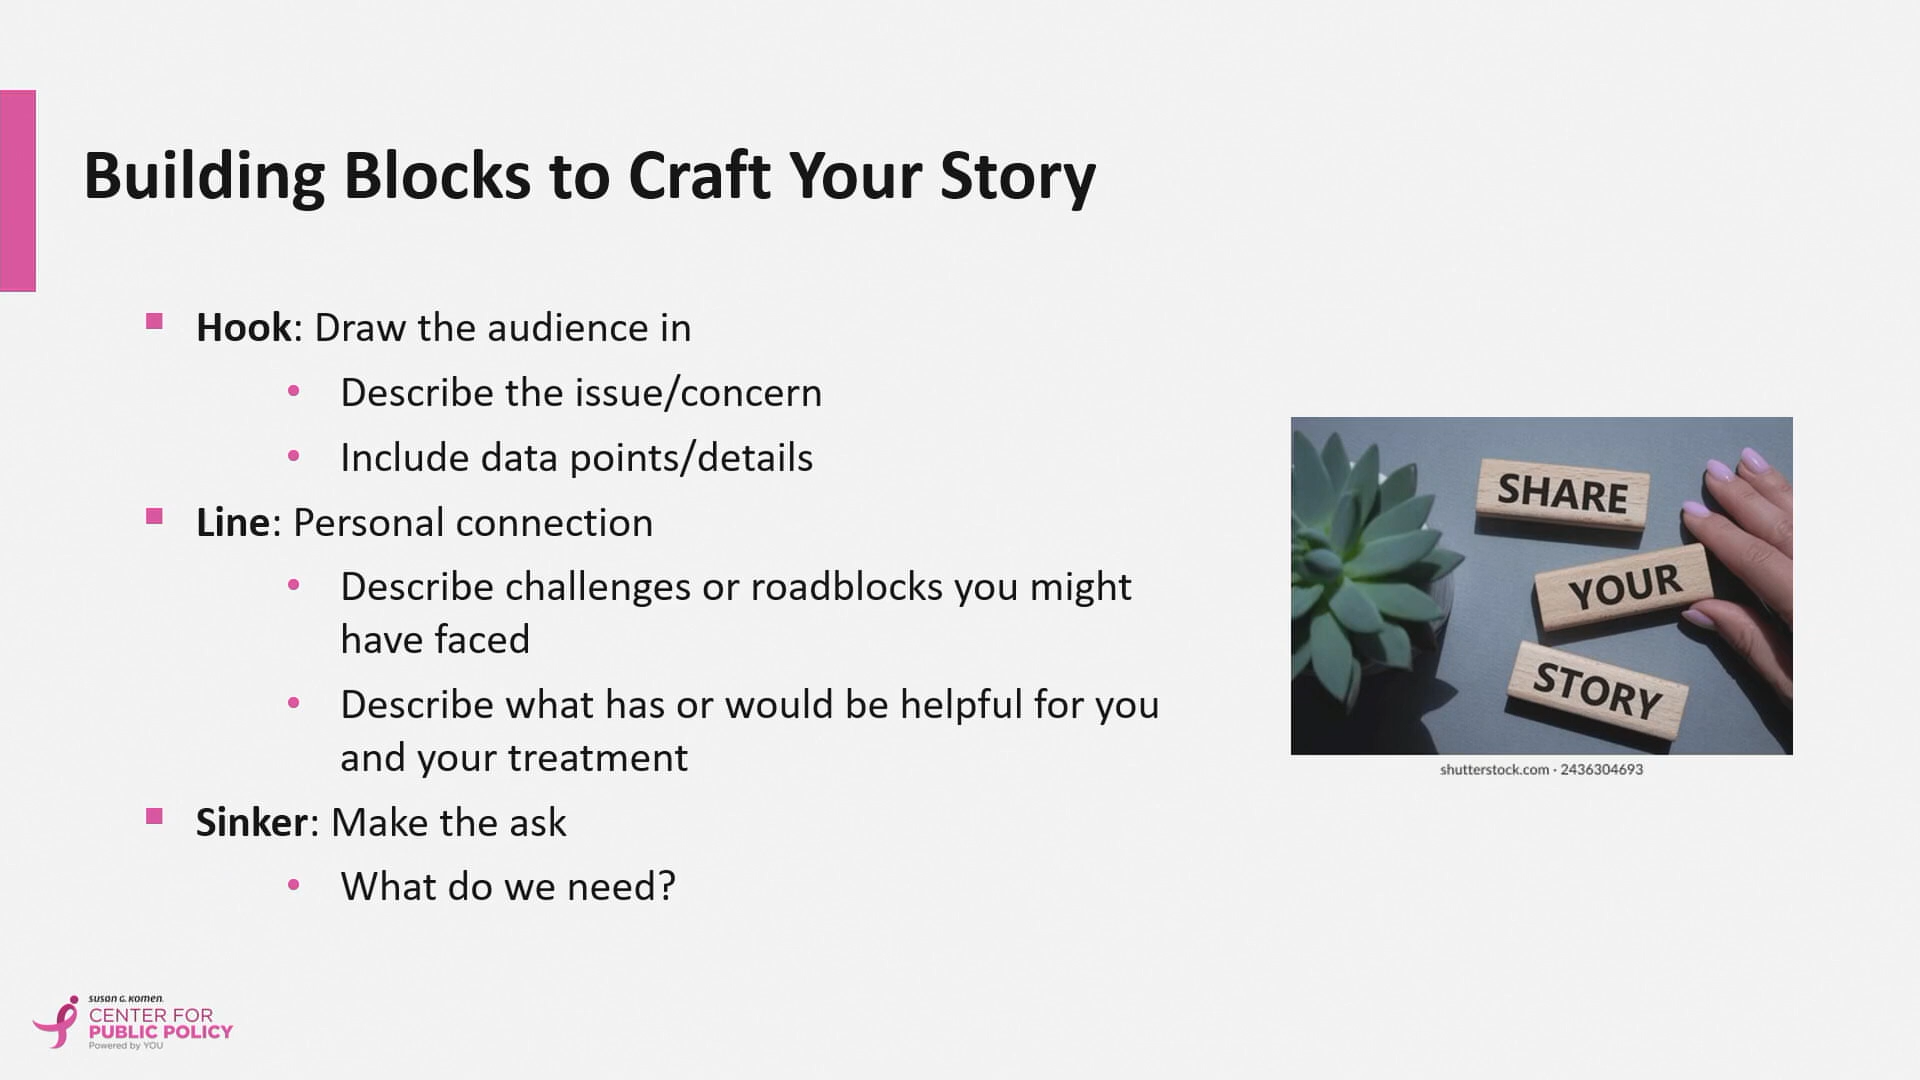 Building Blocks to Craft Your Story
Hook: Draw the audience in
Describe the issue/concern
Include data points/details
Line: Personal connection
Describe challenges or roadblocks you might
have faced
Describe what has or would be helpful for you
and your treatment
Sinker: Make the ask
What do we need?
SHARE
YOUR
STORY
shutterstock.com · 2436304693
susan g. komen.
CENTER FOR
PUBLIC POLICY
Powered by YOU